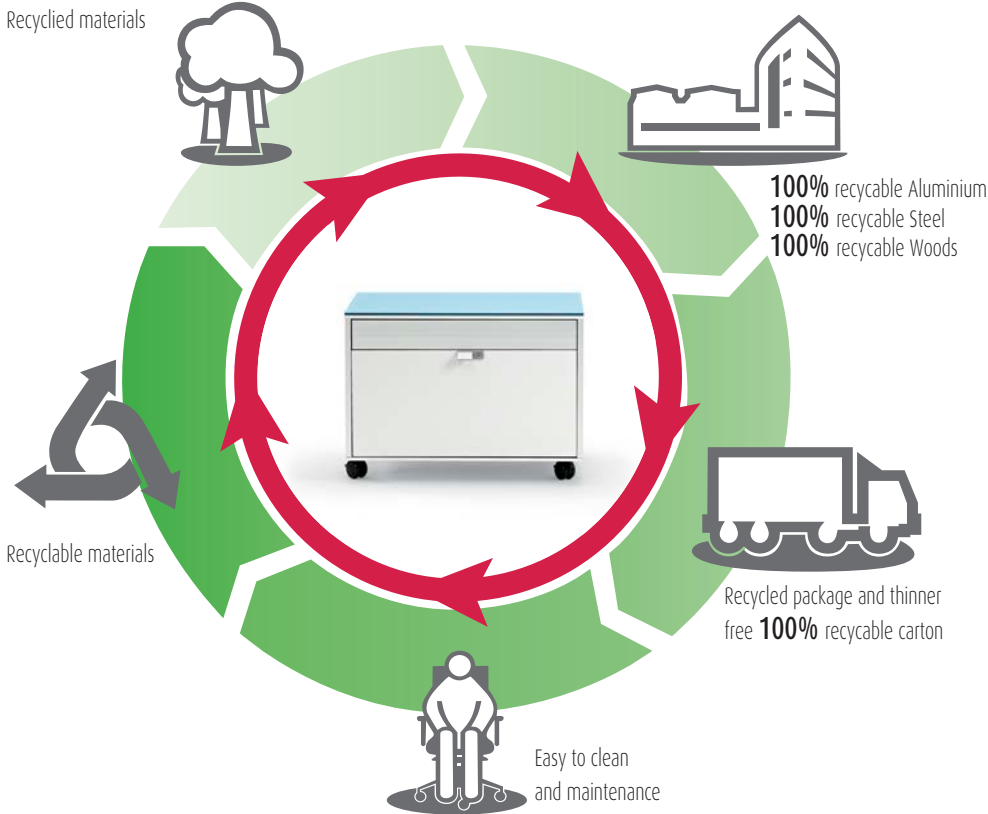 Recyclied materials
100% recycable Aluminium
100% recycable Steel
100% recycable Woods
Recycled package and thinner
free 100% recycable carton
Easy to clean
and maintenance
Recyclable materials